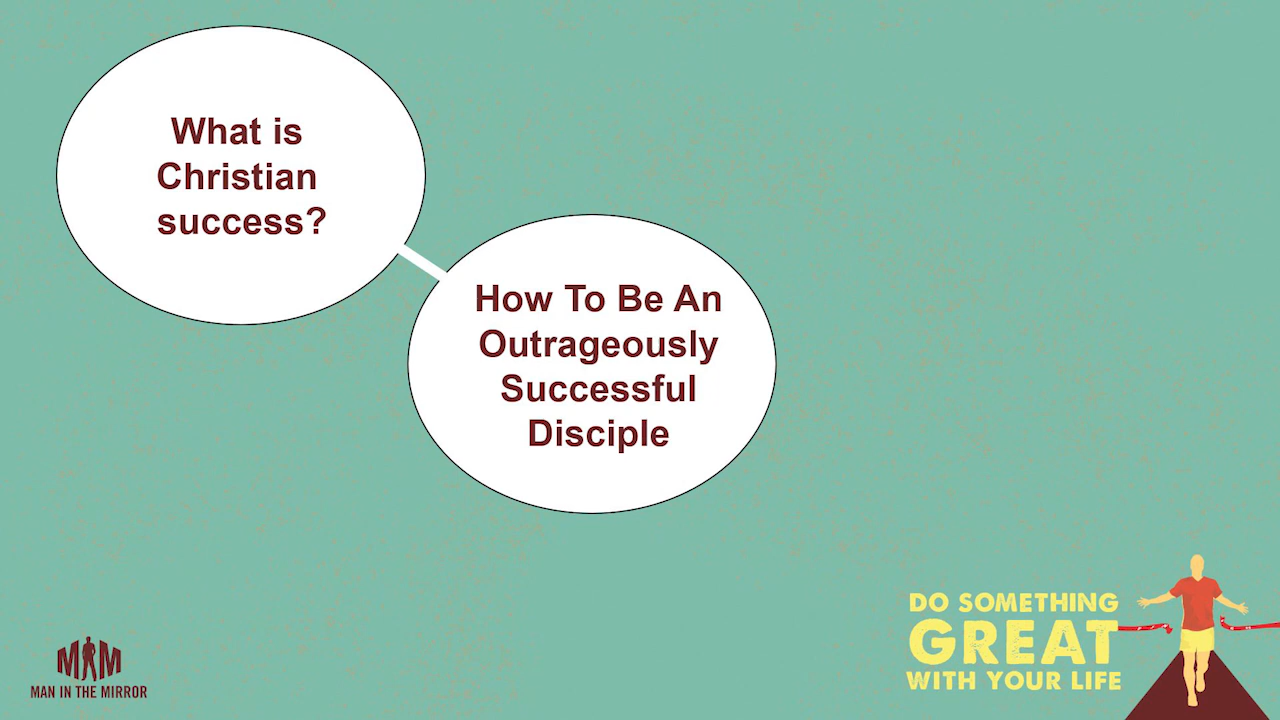 What is
Christian
success?
How To Be An
Outrageously
Successful
Disciple
DO SOMETHING
GREAT
WITH YOUR LIFE
MIM
MAN IN THE MIRROR